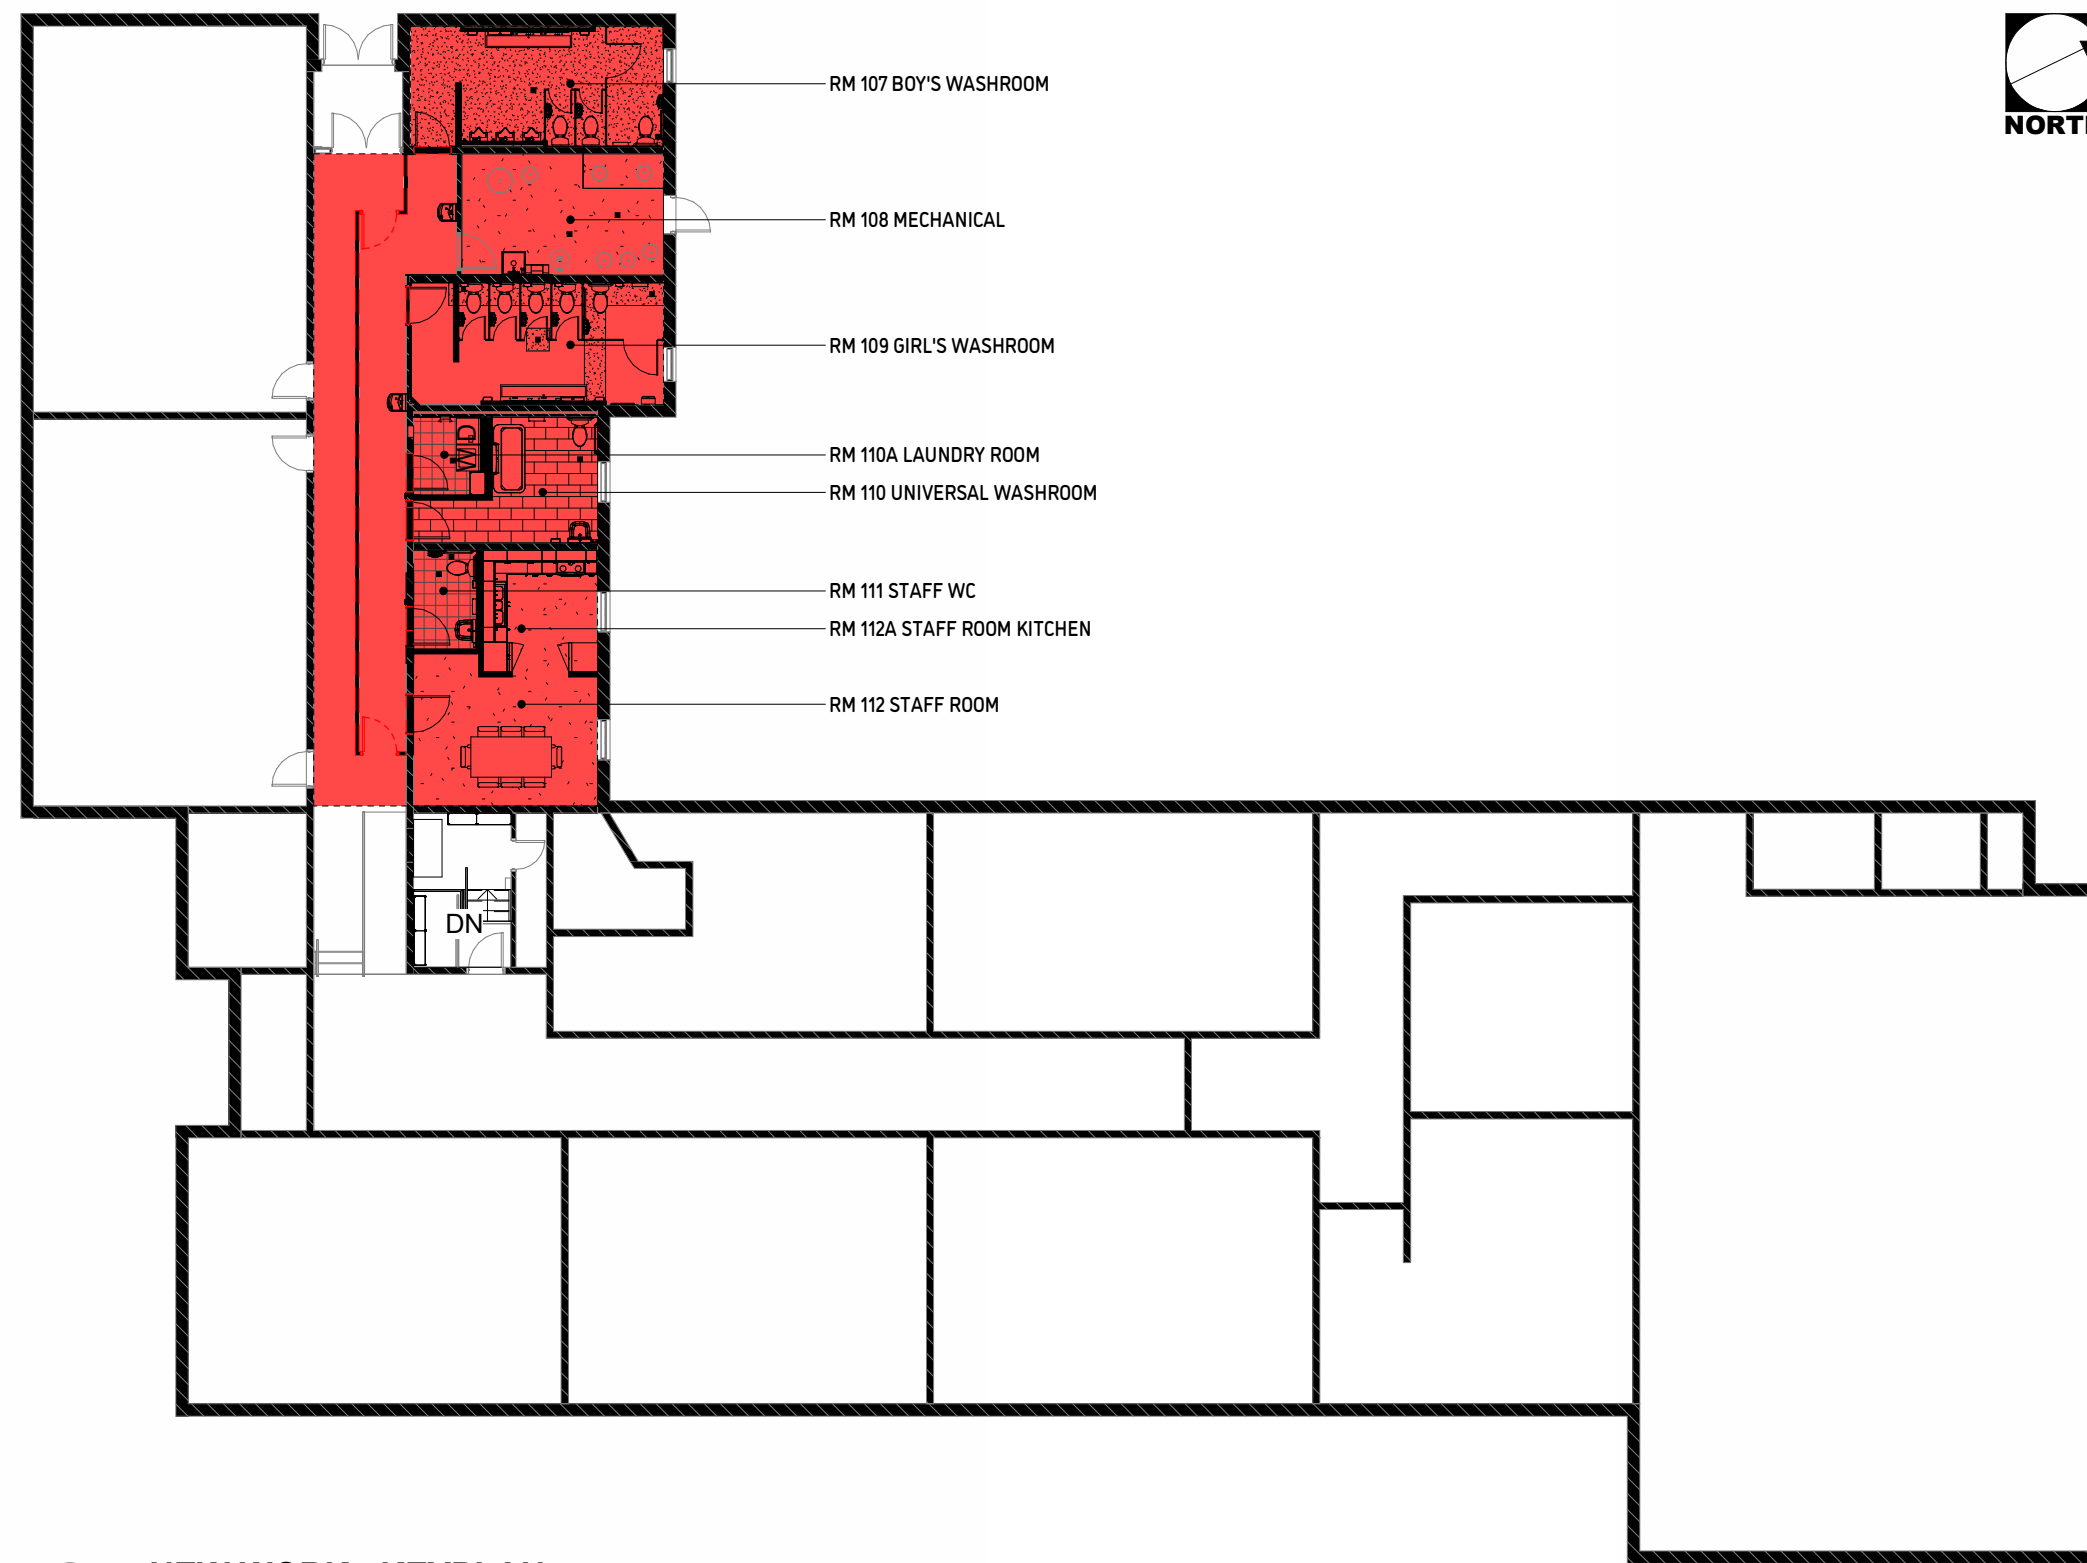 RM 107 BOY'S WASHROOM
NORT
RM 108 MECHANICAL
RM 109 GIRL'S WASHROOM
RM 110A LAUNDRY ROOM
RM 110 UNIVERSAL WASHROOM
RM 111 STAFF WC
RM 112A STAFF ROOM KITCHEN
RM 112 STAFF ROOM
W D
DN